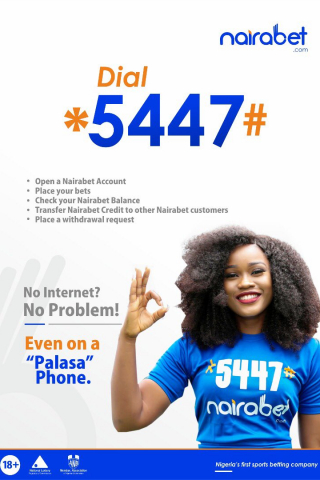 nairabet
.com
Dial
*5447#
• Open a Nairabet Account
• Place your bets
• Check your Nairabet Balance
• Transfer Nairabet Credit to other Nairabet customers
• Place a withdrawal request
No Internet?
No Problem!
Even on a
"Palasa"
Phone.
*5447#
nairabet
18+
Nigeria's first sports betting company